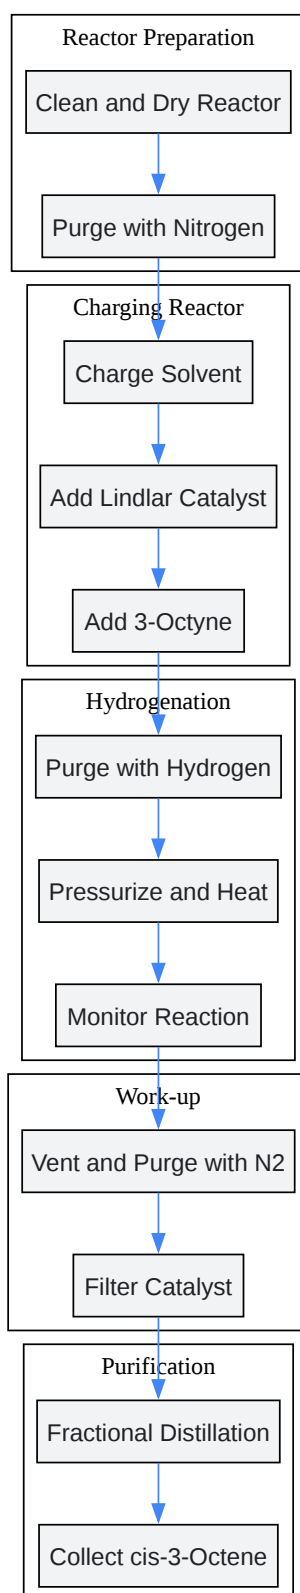 Reactor Preparation
Clean and Dry Reactor
Purge with Nitrogen
Charging Reactor
Charge Solvent
Add Lindlar Catalyst
Add 3-Octyne
Hydrogenation
Purge with Hydrogen
Pressurize and Heat
Monitor Reaction
Work-up
Vent and Purge with N2
Filter Catalyst
Purification
Fractional Distillation
Collect cis-3-Octene